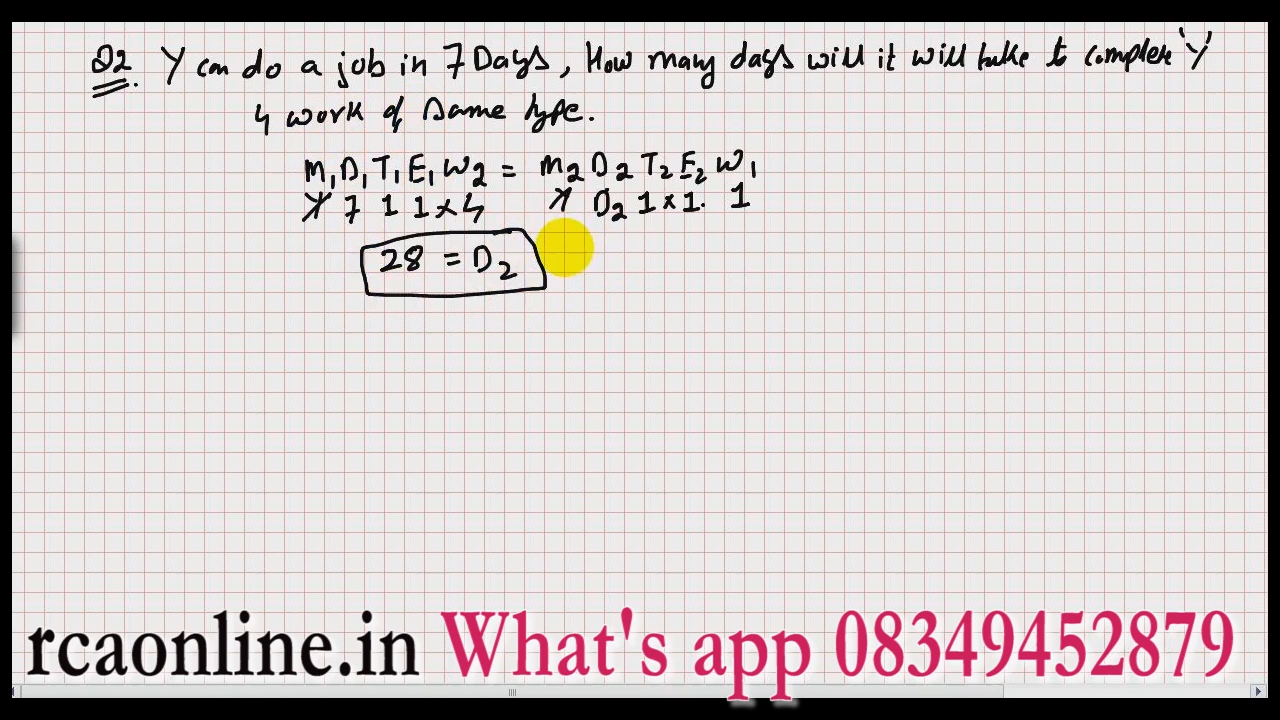 Q2. Y can do a job in 7 Days, How many days will it will take to complete 'Y'
4 work of Same type.
M₁ D₁ T₁ E₁ W₂ = M₂ D₂ T₂ E₂ W₁
Y 7 1 1 × 4 Y D₂ 1 × 1. 1
28 = D₂
rcaonline.in What's app 08349452879